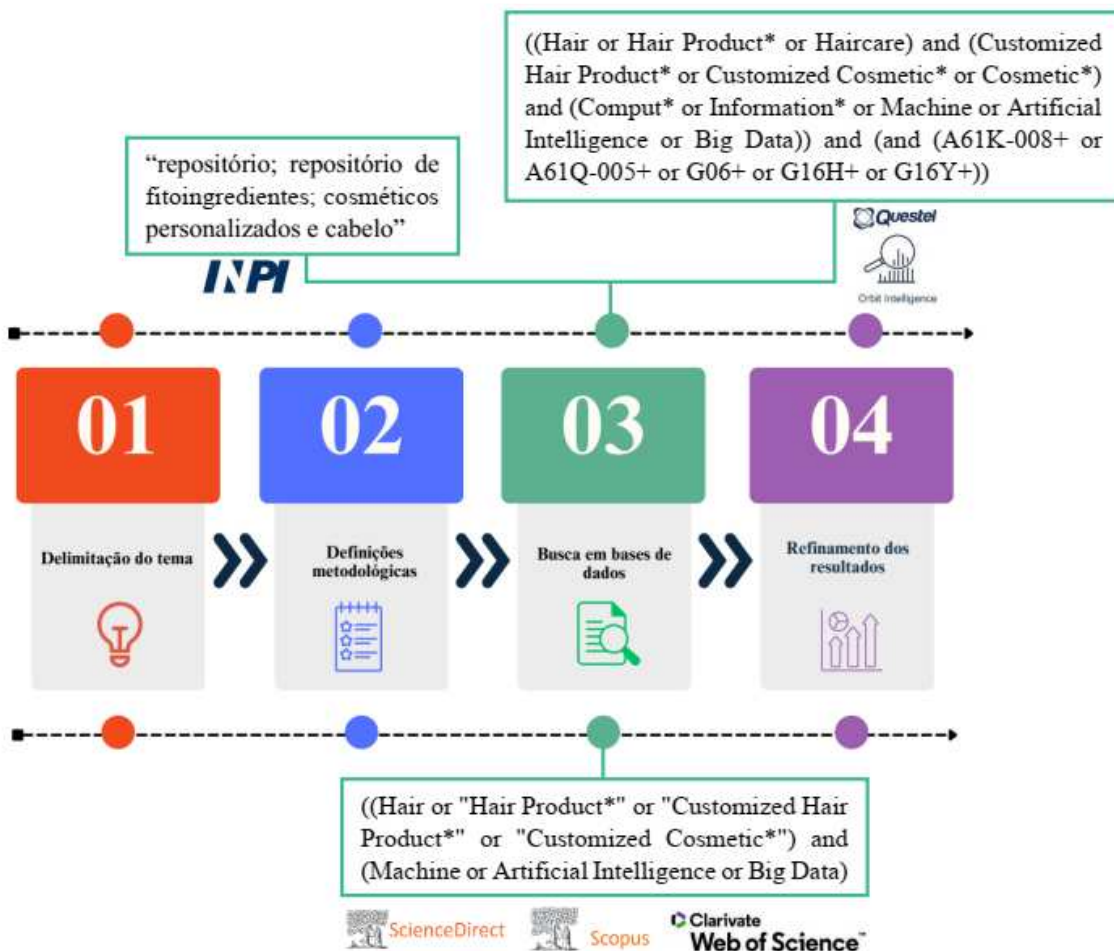 ((Hair or Hair Product* or Haircare) and (Customized
Hair Product* or Customized Cosmetic* or Cosmetic*)
and (Comput* or Information* or Machine or Artificial
Intelligence or Big Data)) and (and (A61K-008+ or
A61Q-005+ or G06+ or G16H+ or G16Y+))
“repositório; repositório de
fitoingredientes; cosméticos
personalizados e cabelo”
INPI
Questel
Orbit Intelligence
01
02
03
04
Delimitação do tema
Definições
metodológicas
Busca em bases de
dados
Refinamento dos
resultados
((Hair or "Hair Product*" or "Customized Hair
Product*" or "Customized Cosmetic*") and
(Machine or Artificial Intelligence or Big Data)
ScienceDirect
Scopus
Clarivate
Web of Science™